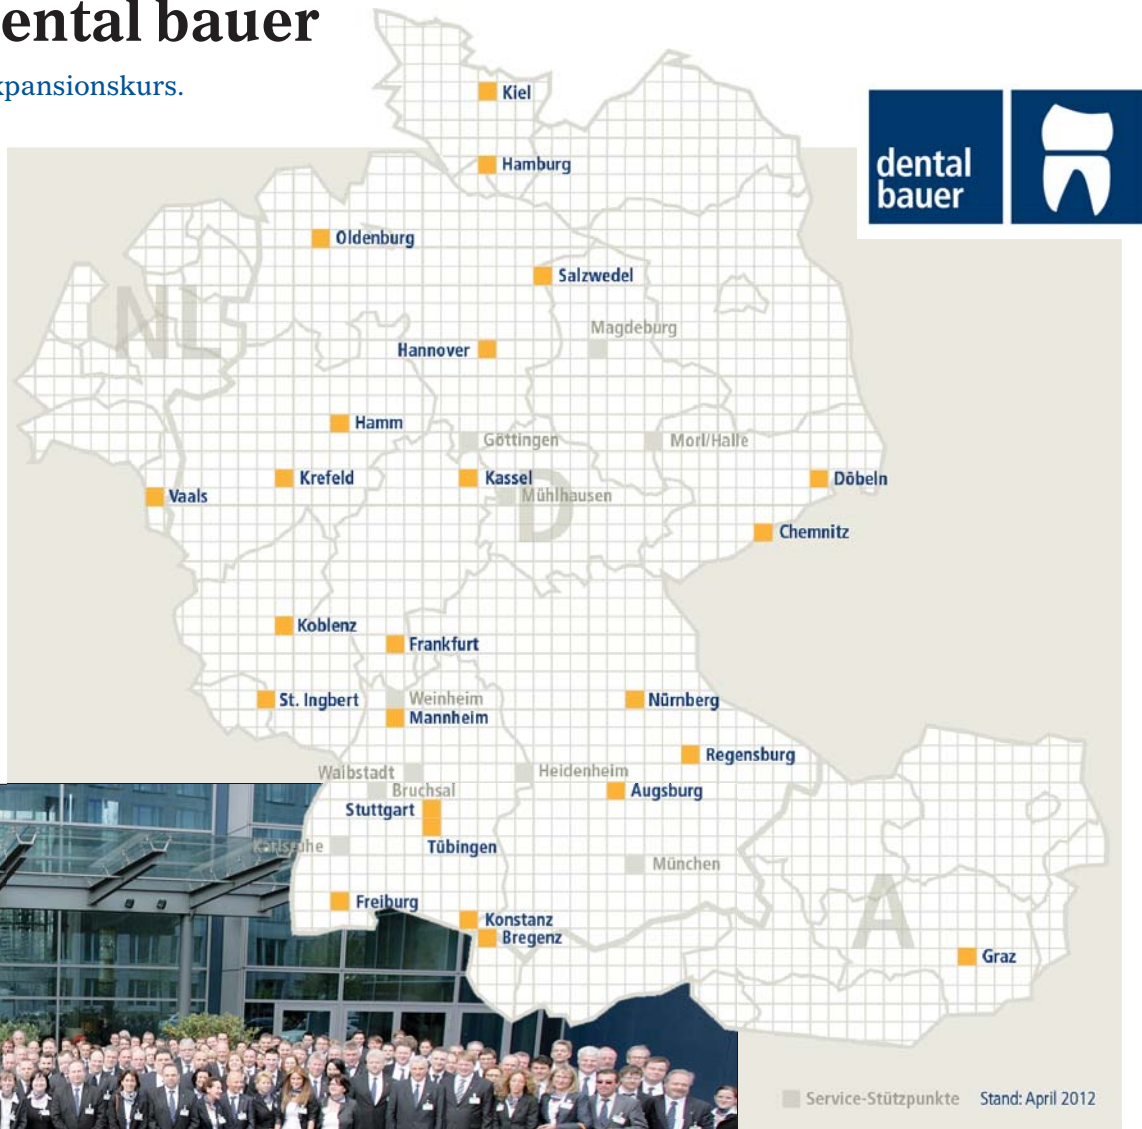 ental bauer
xpansionskurs.
dental
bauer
Kiel
Hamburg
Oldenburg
Salzwedel
NL
Magdeburg
Hannover
Hamm
Göttingen
Morl/Halle
Krefeld
Kassel
Döbeln
Vaals
Mühlhausen
D
Chemnitz
Koblenz
Frankfurt
St. Ingbert
Weinheim
Nürnberg
Mannheim
Regensburg
Waibstadt
Heidenheim
Bruchsal
Augsburg
Stuttgart
Karlsruhe
Tübingen
München
Freiburg
A
Konstanz
Bregenz
Graz
Service-Stützpunkte Stand: April 2012